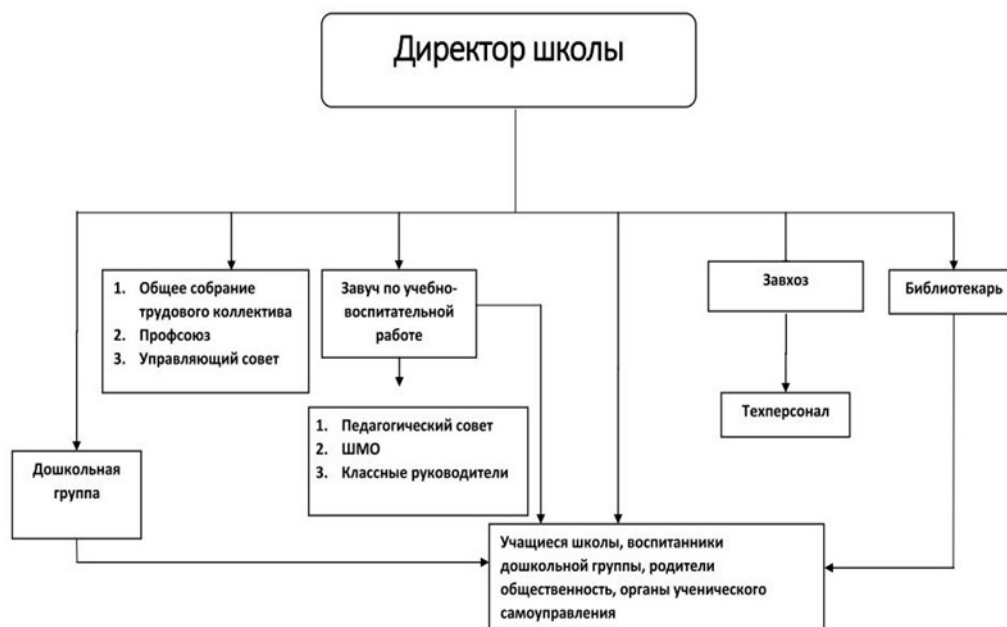 Директор школы
1. Общее собрание
трудового коллектива
2. Профсоюз
3. Управляющий совет
Завуч по учебно-
воспитательной
работе
Завхоз
Библиотекарь
Техперсонал
1. Педагогический совет
2. ШМО
3. Классные руководители
Дошкольная
группа
Учащиеся школы, воспитанники
дошкольной группы, родители
общественность, органы ученического
самоуправления